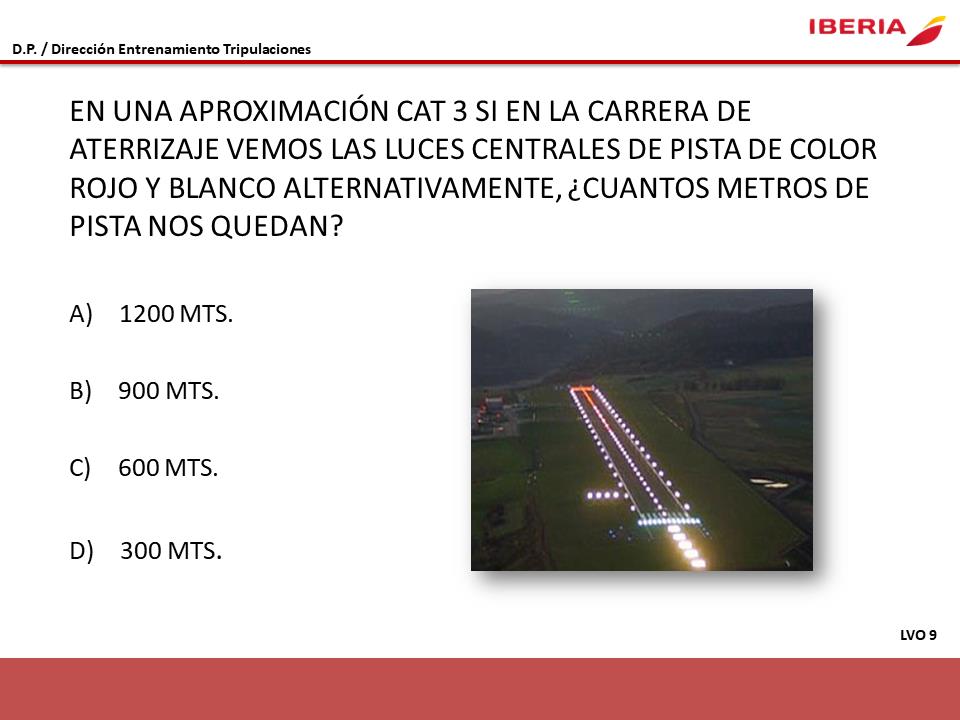 IBERIA
D.P. / Dirección Entrenamiento Tripulaciones
EN UNA APROXIMACIÓN CAT 3 SI EN LA CARRERA DE
ATERRIZAJE VEMOS LAS LUCES CENTRALES DE PISTA DE COLOR
ROJO Y BLANCO ALTERNATIVAMENTE, ¿CUANTOS METROS DE
PISTA NOS QUEDAN?
A) 1200 MTS.
B) 900 MTS.
C) 600 MTS.
D) 300 MTS.
LVO 9